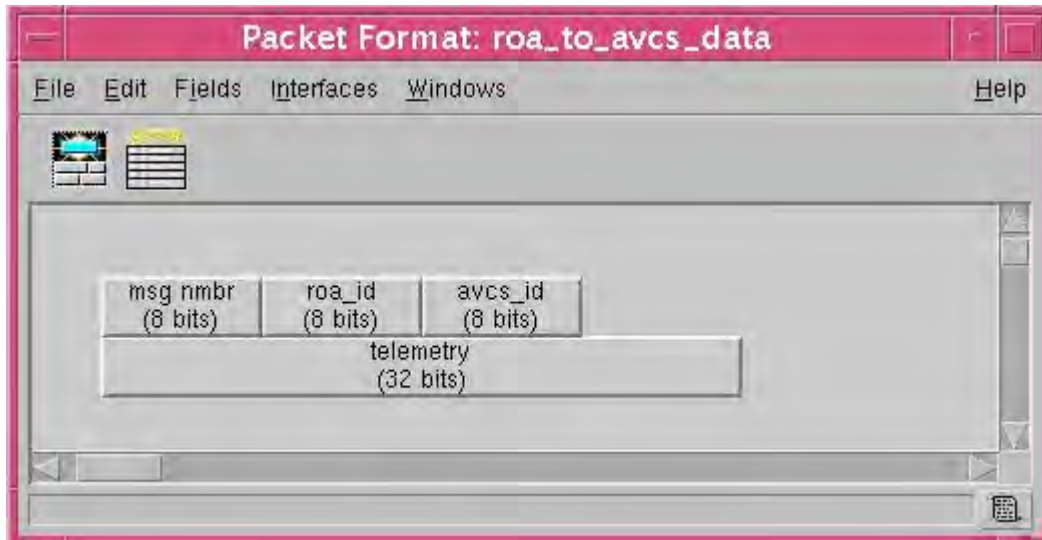 Packet Format: roa_to_avcs_data
File Edit Fields Interfaces Windows Help
msg nmbr roa_id avcs_id
(8 bits) (8 bits) (8 bits)
telemetry
(32 bits)